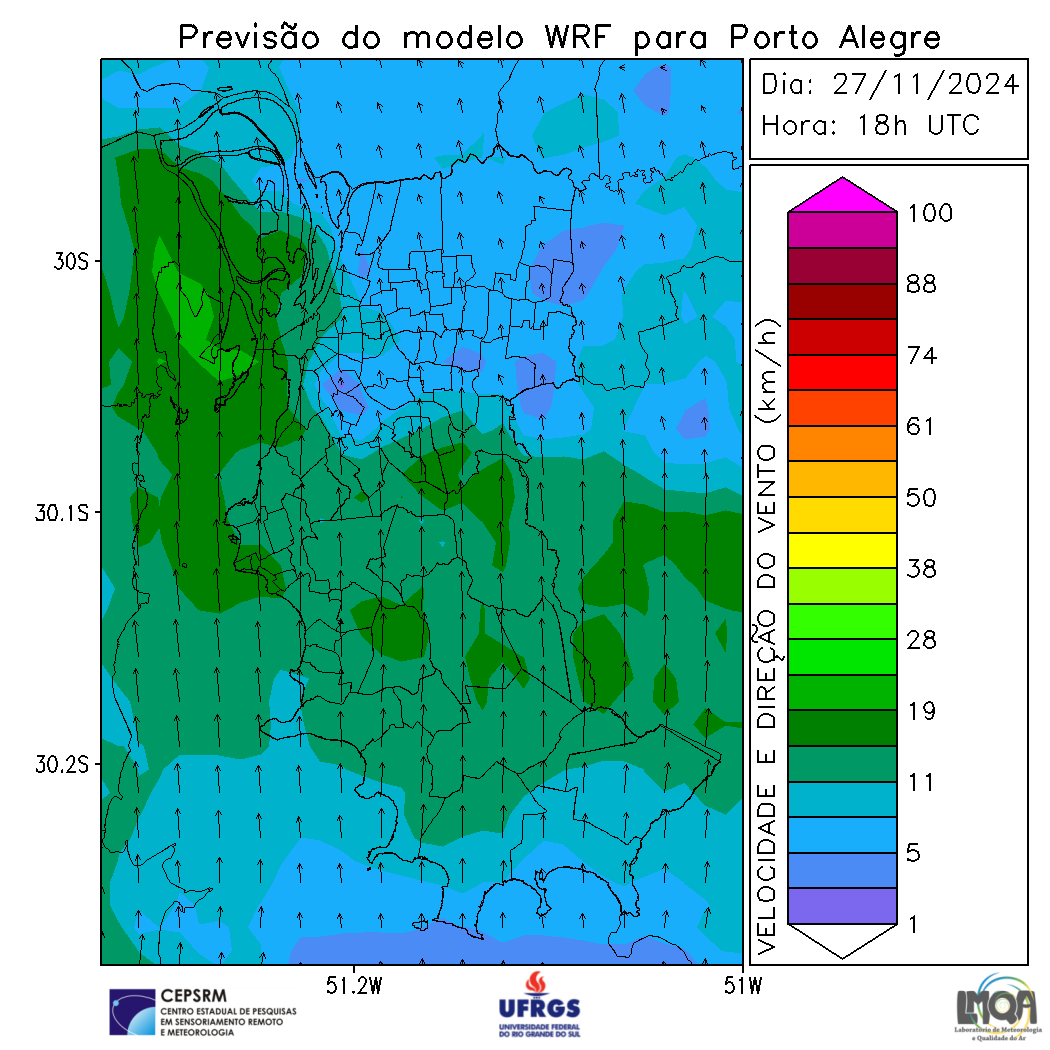 Previsão do modelo WRF para Porto Alegre
Dia: 27/11/2024
Hora: 18h UTC
30S
30.1S
30.2S
51.2W
51W
VELOCIDADE E DIREÇÃO DO VENTO (km/h)
100
88
74
61
50
38
28
19
11
5
1
CEPSRM
CENTRO ESTADUAL DE PESQUISAS
EM SENSORIAMENTO REMOTO
E METEOROLOGIA
UFRGS
UNIVERSIDADE FEDERAL
DO RIO GRANDE DO SUL
LMQA
Laboratório de Meteorologia
e Qualidade do Ar